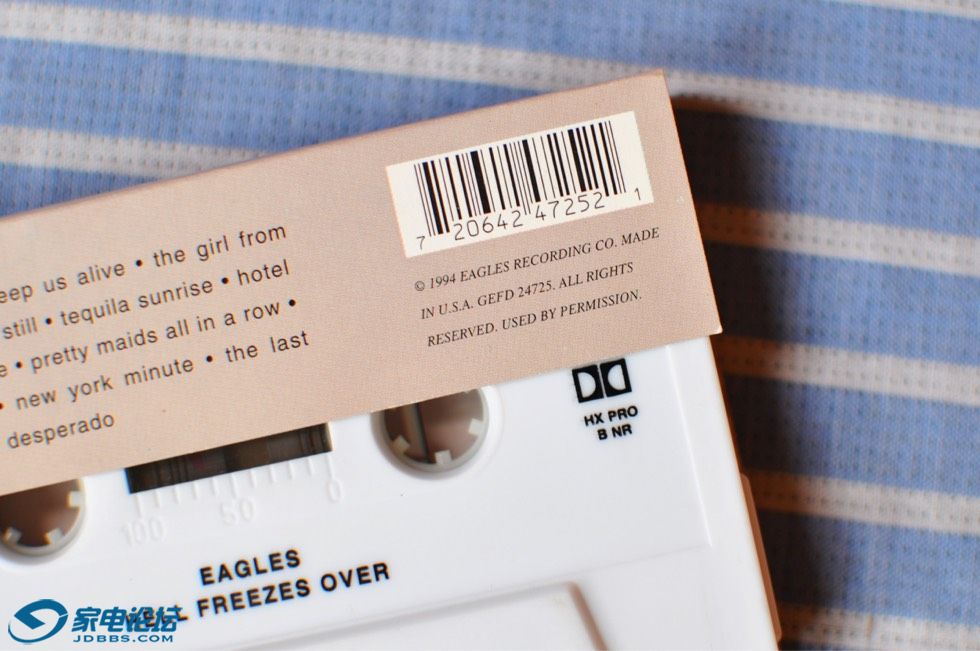 eep us alive • the girl from
still • tequila sunrise • hotel
e • pretty maids all in a row •
• new york minute • the last
desperado
7 20642 47252 1
© 1994 EAGLES RECORDING CO. MADE
IN U.S.A. GEFD 24725. ALL RIGHTS
RESERVED. USED BY PERMISSION.
HX PRO
B NR
100 50 0
EAGLES
HELL FREEZES OVER
家电论坛
JDBBS.COM